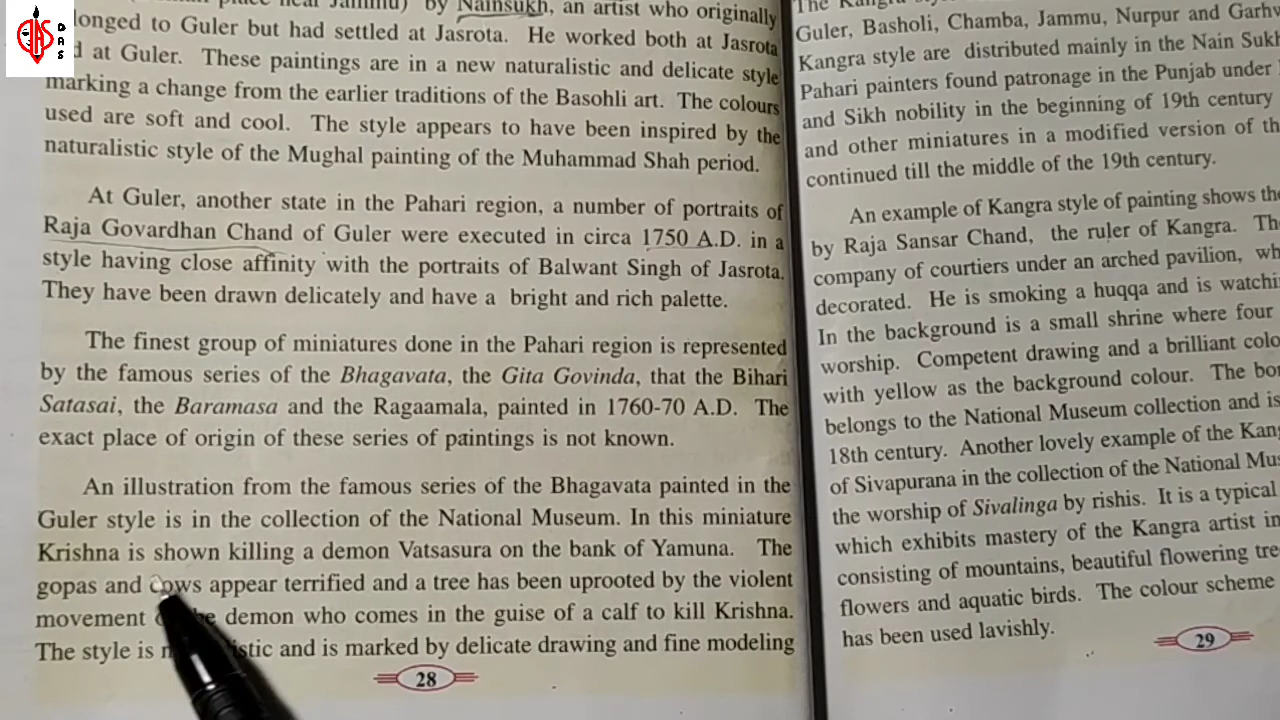 DAS
place near Jammu) by Nainsukh, an artist who originally
longed to Guler but had settled at Jasrota. He worked both at Jasrota
at Guler. These paintings are in a new naturalistic and delicate style
marking a change from the earlier traditions of the Basohli art. The colours
used are soft and cool. The style appears to have been inspired by the
naturalistic style of the Mughal painting of the Muhammad Shah period.
At Guler, another state in the Pahari region, a number of portraits of
Raja Govardhan Chand of Guler were executed in circa 1750 A.D. in a
style having close affinity with the portraits of Balwant Singh of Jasrota.
They have been drawn delicately and have a bright and rich palette.
The finest group of miniatures done in the Pahari region is represented
by the famous series of the Bhagavata, the Gita Govinda, that the Bihari
Satasai, the Baramasa and the Ragaamala, painted in 1760-70 A.D. The
exact place of origin of these series of paintings is not known.
An illustration from the famous series of the Bhagavata painted in the
Guler style is in the collection of the National Museum. In this miniature
Krishna is shown killing a demon Vatsasura on the bank of Yamuna. The
gopas and cows appear terrified and a tree has been uprooted by the violent
movement demon who comes in the guise of a calf to kill Krishna.
The style is and is marked by delicate drawing and fine modeling
28
The
Guler, Basholi, Chamba, Jammu, Nurpur and
Kangra style are distributed mainly in the Nain
Pahari painters found patronage in the Punjab under
and Sikh nobility in the beginning of 19th century
and other miniatures in a modified version of
continued till the middle of the 19th century.
An example of Kangra style of painting shows
by Raja Sansar Chand, the ruler of Kangra.
company of courtiers under an arched pavilion,
decorated. He is smoking a huqqa and is
In the background is a small shrine where four
worship. Competent drawing and a brilliant
with yellow as the background colour. The
belongs to the National Museum collection and is
18th century. Another lovely example of the
of Sivapurana in the collection of the National
the worship of Sivalinga by rishis. It is a typical
which exhibits mastery of the Kangra artist in
consisting of mountains, beautiful flowering
flowers and aquatic birds. The colour scheme
has been used lavishly.
29